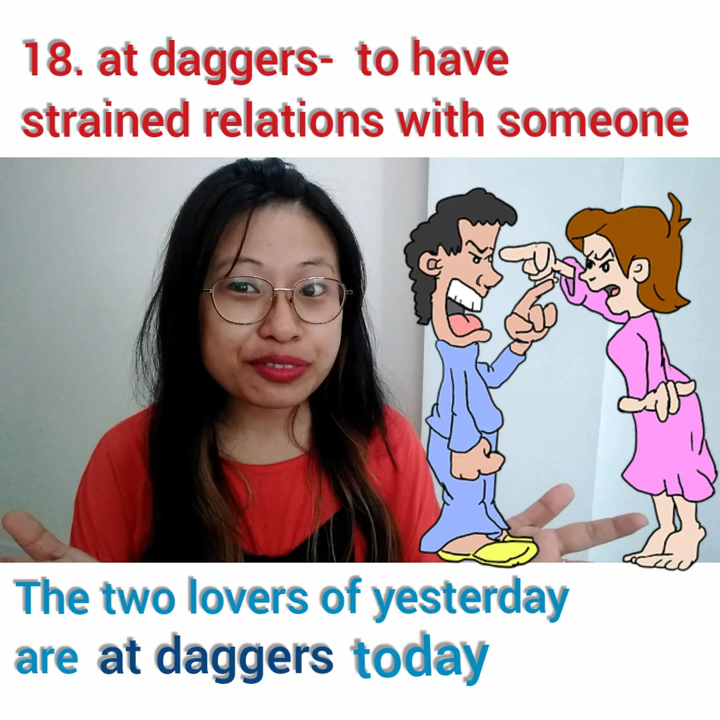 18. at daggers- to have
strained relations with someone
The two lovers of yesterday
are at daggers today